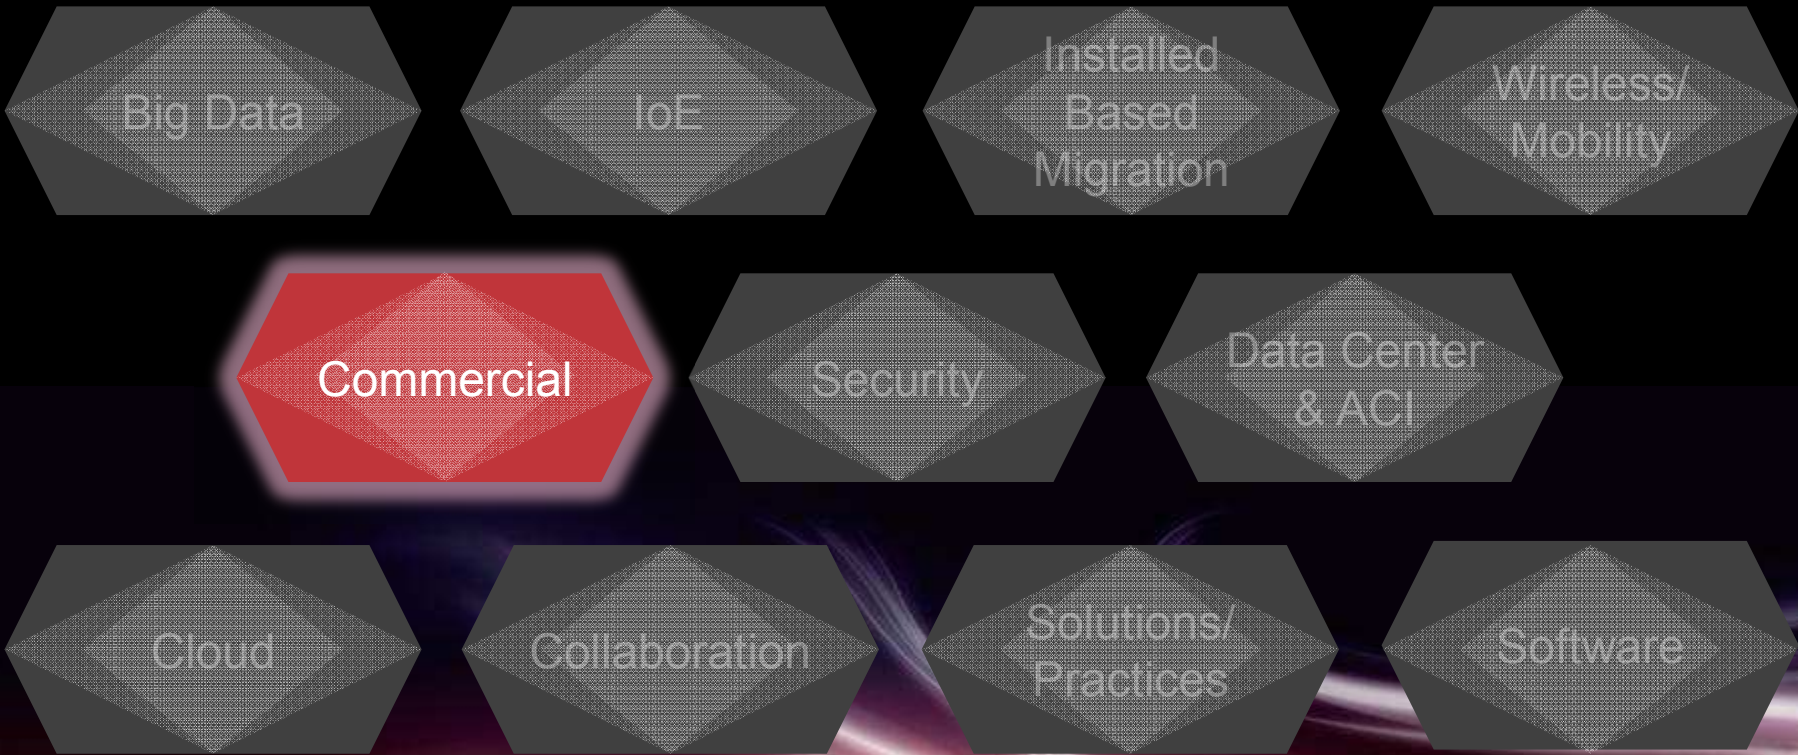 Big Data
IoE
Installed
Based
Migration
Wireless/
Mobility
Commercial
Security
Data Center
& ACI
Cloud
Collaboration
Solutions/
Practices
Software